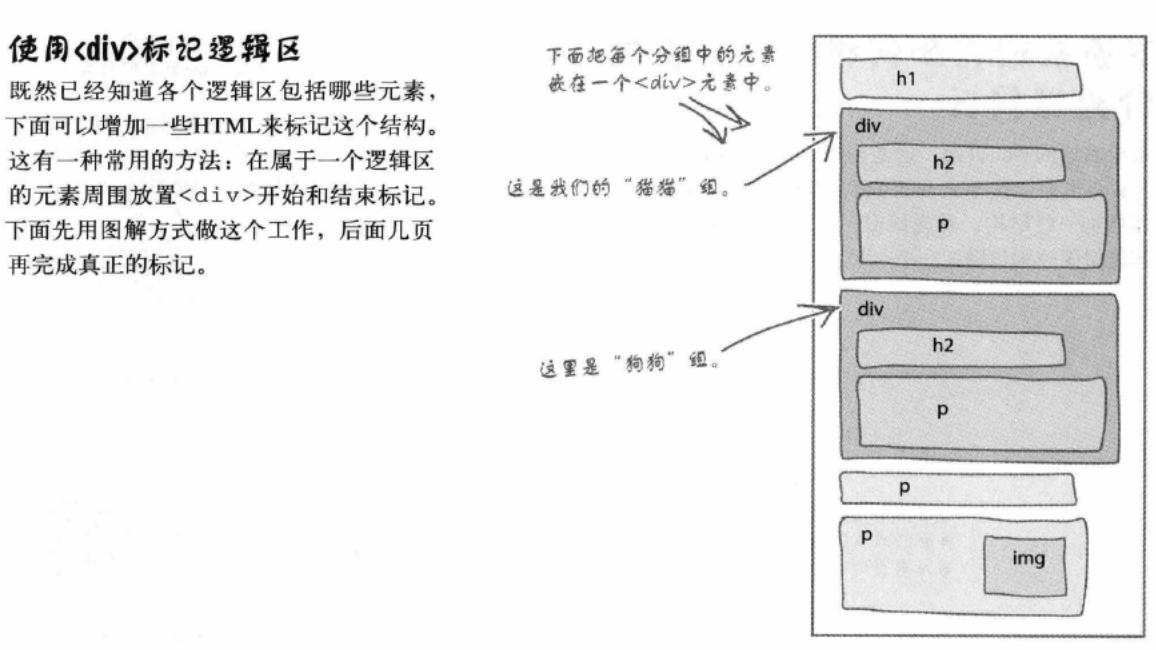 使用<div>标记逻辑区
既然已经知道各个逻辑区包括哪些元素，
下面可以增加一些HTML来标记这个结构。
这有一种常用的方法：在属于一个逻辑区
的元素周围放置<div>开始和结束标记。
下面先用图解方式做这个工作，后面几页
再完成真正的标记。
下面把每个分组中的元素
嵌在一个<div>元素中。
这是我们的“猫猫”组。
这里是“狗狗”组。
h1
div
h2
p
div
h2
p
p
p
img